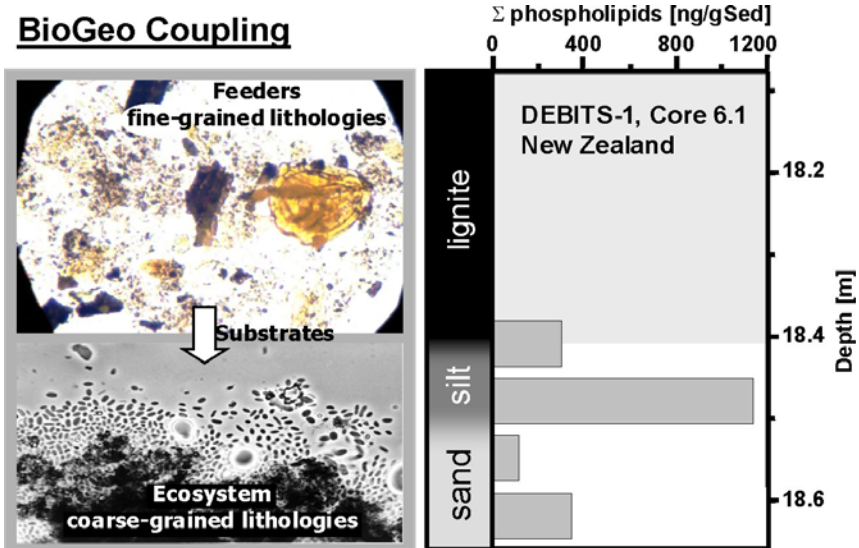 BioGeo Coupling
Feeders
fine-grained lithologies
Substrates
Ecosystem
coarse-grained lithologies
Σ phospholipids [ng/gSed]
0 400 800 1200
DEBITS-1, Core 6.1
New Zealand
lignite
silt
sand
18.2
18.4
18.6
Depth [m]